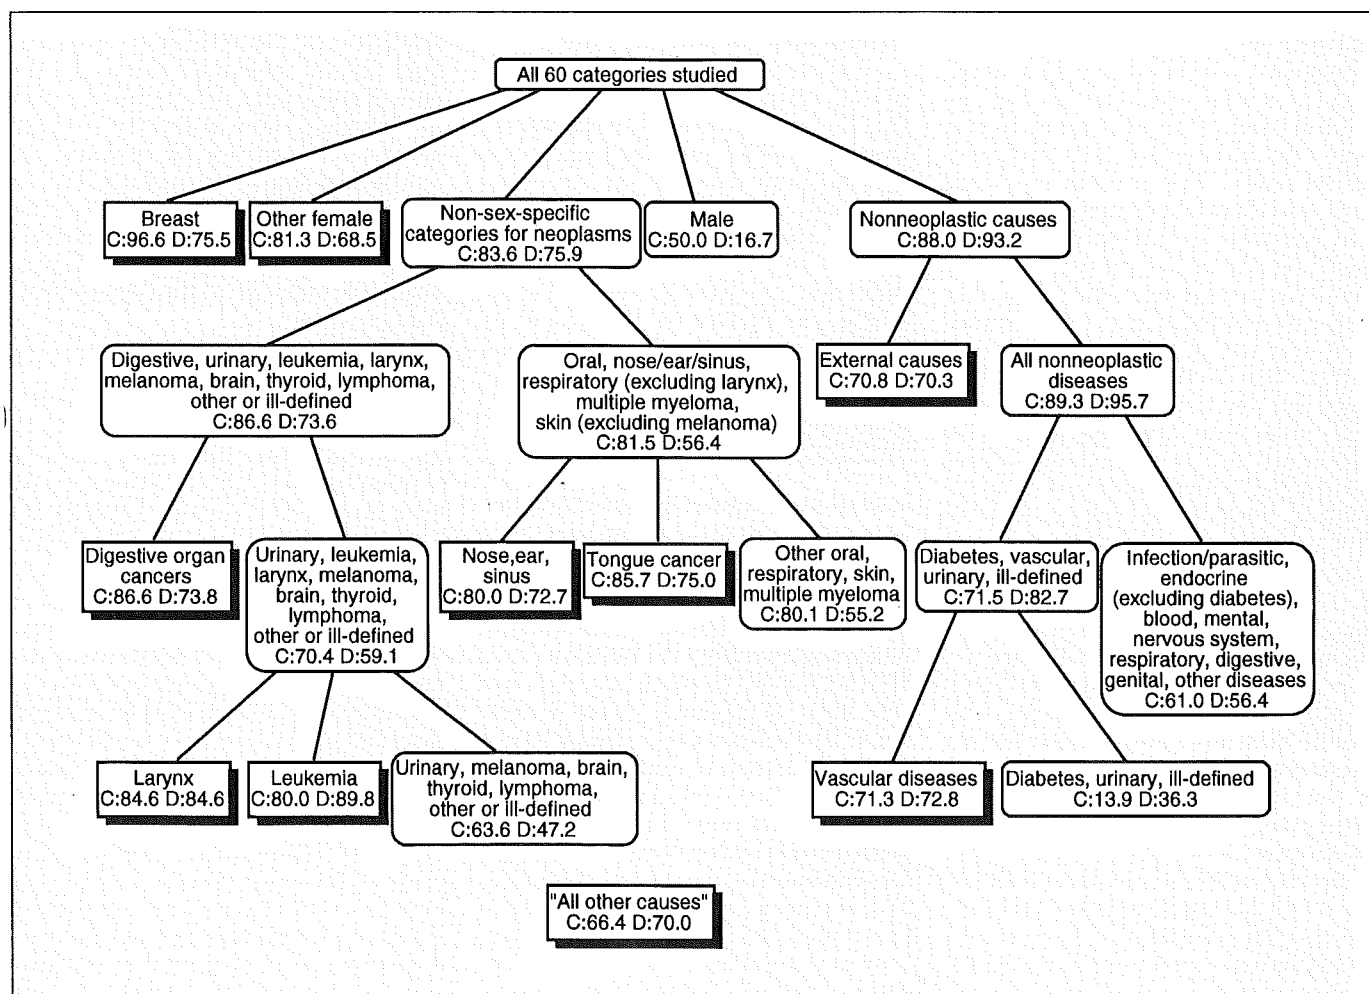 All 60 categories studied
Breast
C:96.6 D:75.5
Other female
C:81.3 D:68.5
Non-sex-specific
categories for neoplasms
C:83.6 D:75.9
Male
C:50.0 D:16.7
Nonneoplastic causes
C:88.0 D:93.2
Digestive, urinary, leukemia, larynx,
melanoma, brain, thyroid, lymphoma,
other or ill-defined
C:86.6 D:73.6
Oral, nose/ear/sinus,
respiratory (excluding larynx),
multiple myeloma,
skin (excluding melanoma)
C:81.5 D:56.4
External causes
C:70.8 D:70.3
All nonneoplastic
diseases
C:89.3 D:95.7
Digestive organ
cancers
C:86.6 D:73.8
Urinary, leukemia,
larynx, melanoma,
brain, thyroid,
lymphoma,
other or ill-defined
C:70.4 D:59.1
Nose,ear,
sinus
C:80.0 D:72.7
Tongue cancer
C:85.7 D:75.0
Other oral,
respiratory, skin,
multiple myeloma
C:80.1 D:55.2
Diabetes, vascular,
urinary, ill-defined
C:71.5 D:82.7
Infection/parasitic,
endocrine
(excluding diabetes),
blood, mental,
nervous system,
respiratory, digestive,
genital, other diseases
C:61.0 D:56.4
Larynx
C:84.6 D:84.6
Leukemia
C:80.0 D:89.8
Urinary, melanoma, brain,
thyroid, lymphoma,
other or ill-defined
C:63.6 D:47.2
Vascular diseases
C:71.3 D:72.8
Diabetes, urinary, ill-defined
C:13.9 D:36.3
"All other causes"
C:66.4 D:70.0